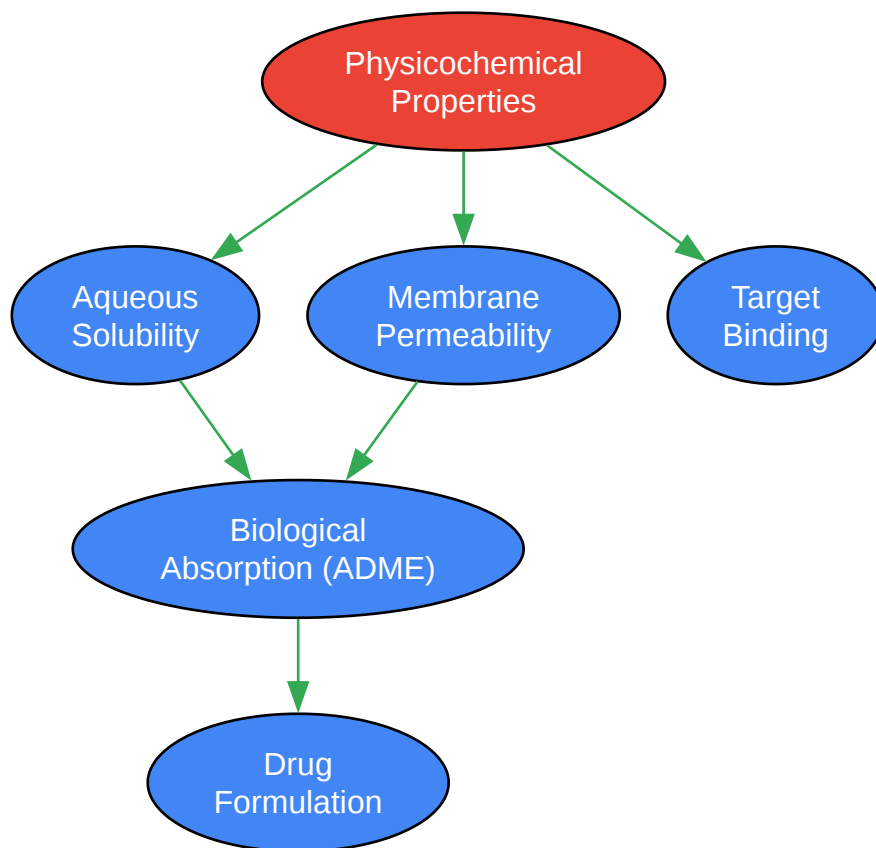 Physicochemical
Properties
Aqueous
Solubility
Membrane
Permeability
Target
Binding
Biological
Absorption (ADME)
Drug
Formulation